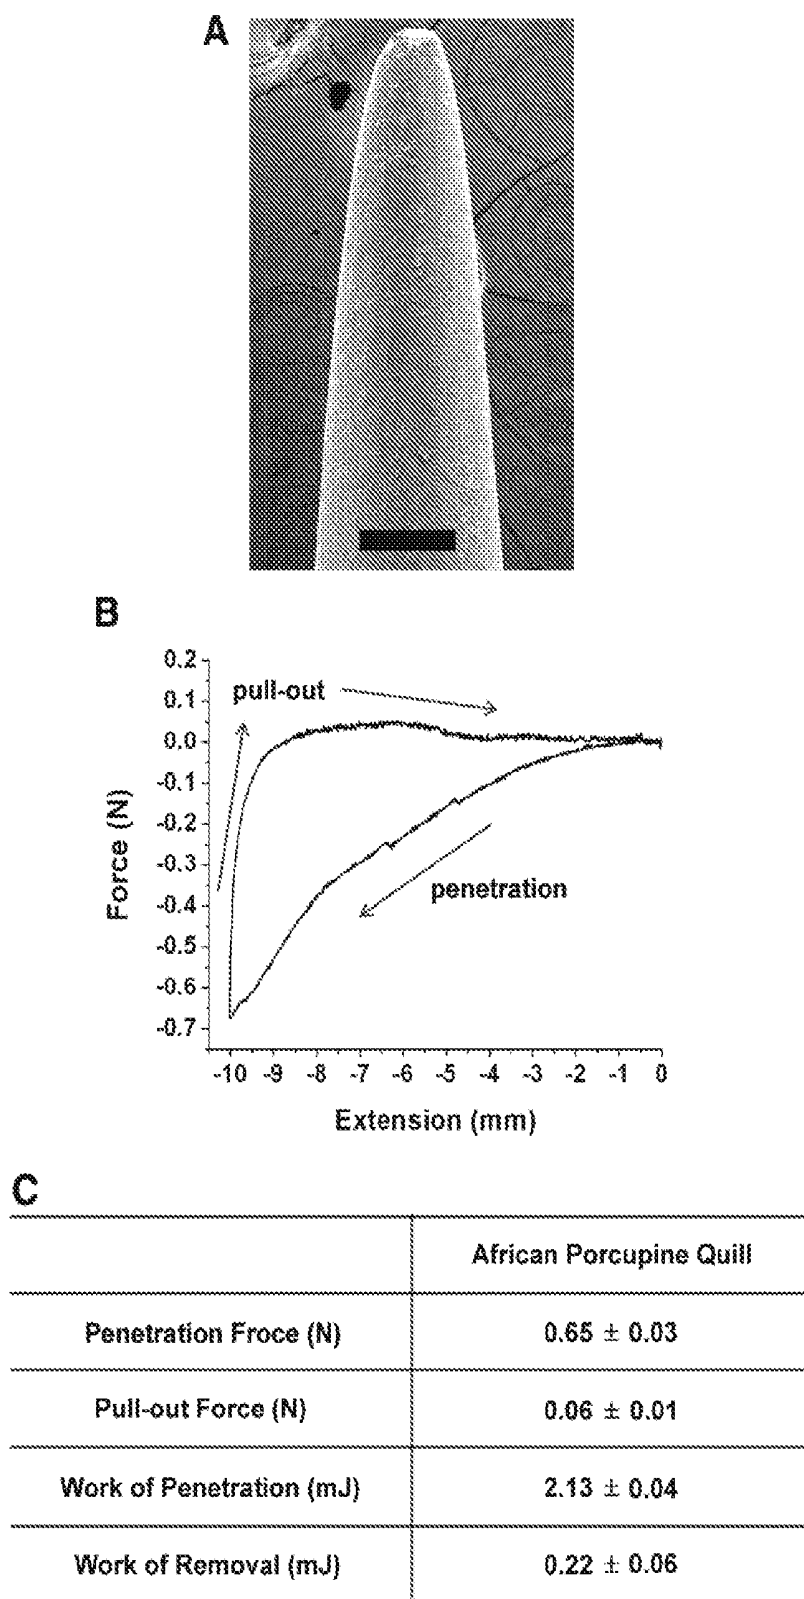 A
B
0.2
0.1
0.0
-0.1
-0.2
-0.3
-0.4
-0.5
-0.6
-0.7
Force (N)
pull-out
penetration
-10 -9 -8 -7 -6 -5 -4 -3 -2 -1 0
Extension (mm)
C
African Porcupine Quill
Penetration Froce (N) 0.65 ± 0.03
Pull-out Force (N) 0.06 ± 0.01
Work of Penetration (mJ) 2.13 ± 0.04
Work of Removal (mJ) 0.22 ± 0.06